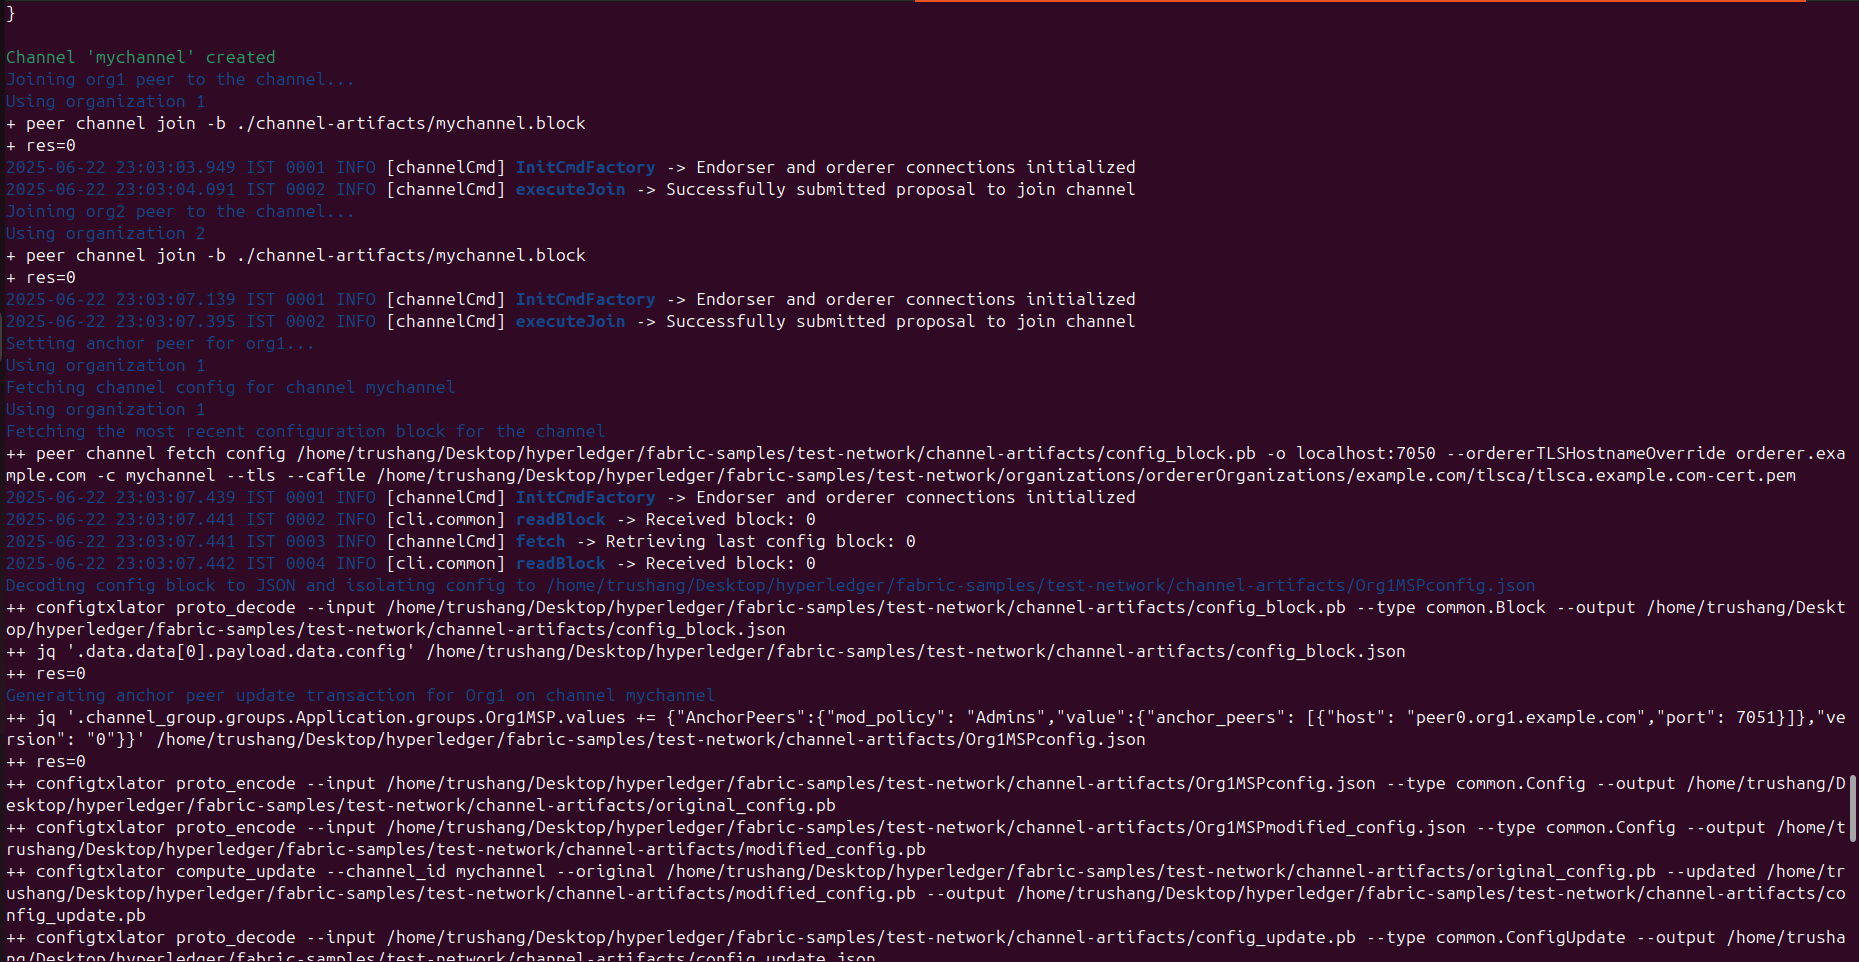 }
Channel 'mychannel' created
Joining org1 peer to the channel...
Using organization 1
+ peer channel join -b ./channel-artifacts/mychannel.block
+ res=0
2025-06-22 23:03:03.949 IST 0001 INFO [channelCmd] InitCmdFactory -> Endorser and orderer connections initialized
2025-06-22 23:03:04.091 IST 0002 INFO [channelCmd] executeJoin -> Successfully submitted proposal to join channel
Joining org2 peer to the channel...
Using organization 2
+ peer channel join -b ./channel-artifacts/mychannel.block
+ res=0
2025-06-22 23:03:07.139 IST 0001 INFO [channelCmd] InitCmdFactory -> Endorser and orderer connections initialized
2025-06-22 23:03:07.395 IST 0002 INFO [channelCmd] executeJoin -> Successfully submitted proposal to join channel
Setting anchor peer for org1...
Using organization 1
Fetching channel config for channel mychannel
Using organization 1
Fetching the most recent configuration block for the channel
++ peer channel fetch config /home/trushang/Desktop/hyperledger/fabric-samples/test-network/channel-artifacts/config_block.pb -o localhost:7050 --ordererTLSHostnameOverride orderer.exa
mple.com -c mychannel --tls --cafile /home/trushang/Desktop/hyperledger/fabric-samples/test-network/organizations/ordererOrganizations/example.com/tlsca/tlsca.example.com-cert.pem
2025-06-22 23:03:07.439 IST 0001 INFO [channelCmd] InitCmdFactory -> Endorser and orderer connections initialized
2025-06-22 23:03:07.441 IST 0002 INFO [cli.common] readBlock -> Received block: 0
2025-06-22 23:03:07.441 IST 0003 INFO [channelCmd] fetch -> Retrieving last config block: 0
2025-06-22 23:03:07.442 IST 0004 INFO [cli.common] readBlock -> Received block: 0
Decoding config block to JSON and isolating config to /home/trushang/Desktop/hyperledger/fabric-samples/test-network/channel-artifacts/Org1MSPconfig.json
++ configtxlator proto_decode --input /home/trushang/Desktop/hyperledger/fabric-samples/test-network/channel-artifacts/config_block.pb --type common.Block --output /home/trushang/Deskt
op/hyperledger/fabric-samples/test-network/channel-artifacts/config_block.json
++ jq '.data.data[0].payload.data.config' /home/trushang/Desktop/hyperledger/fabric-samples/test-network/channel-artifacts/config_block.json
++ res=0
Generating anchor peer update transaction for Org1 on channel mychannel
++ jq '.channel_group.groups.Application.groups.Org1MSP.values += {"AnchorPeers":{"mod_policy": "Admins","value":{"anchor_peers": [{"host": "peer0.org1.example.com","port": 7051}]},"ve
rsion": "0"}}' /home/trushang/Desktop/hyperledger/fabric-samples/test-network/channel-artifacts/Org1MSPconfig.json
++ res=0
++ configtxlator proto_encode --input /home/trushang/Desktop/hyperledger/fabric-samples/test-network/channel-artifacts/Org1MSPconfig.json --type common.Config --output /home/trushang/D
esktop/hyperledger/fabric-samples/test-network/channel-artifacts/original_config.pb
++ configtxlator proto_encode --input /home/trushang/Desktop/hyperledger/fabric-samples/test-network/channel-artifacts/Org1MSPmodified_config.json --type common.Config --output /home/t
rushang/Desktop/hyperledger/fabric-samples/test-network/channel-artifacts/modified_config.pb
++ configtxlator compute_update --channel_id mychannel --original /home/trushang/Desktop/hyperledger/fabric-samples/test-network/channel-artifacts/original_config.pb --updated /home/tr
ushang/Desktop/hyperledger/fabric-samples/test-network/channel-artifacts/modified_config.pb --output /home/trushang/Desktop/hyperledger/fabric-samples/test-network/channel-artifacts/co
nfig_update.pb
++ configtxlator proto_decode --input /home/trushang/Desktop/hyperledger/fabric-samples/test-network/channel-artifacts/config_update.pb --type common.ConfigUpdate --output /home/trusha
ng/Desktop/hyperledger/fabric-samples/test-network/channel-artifacts/config_update.json